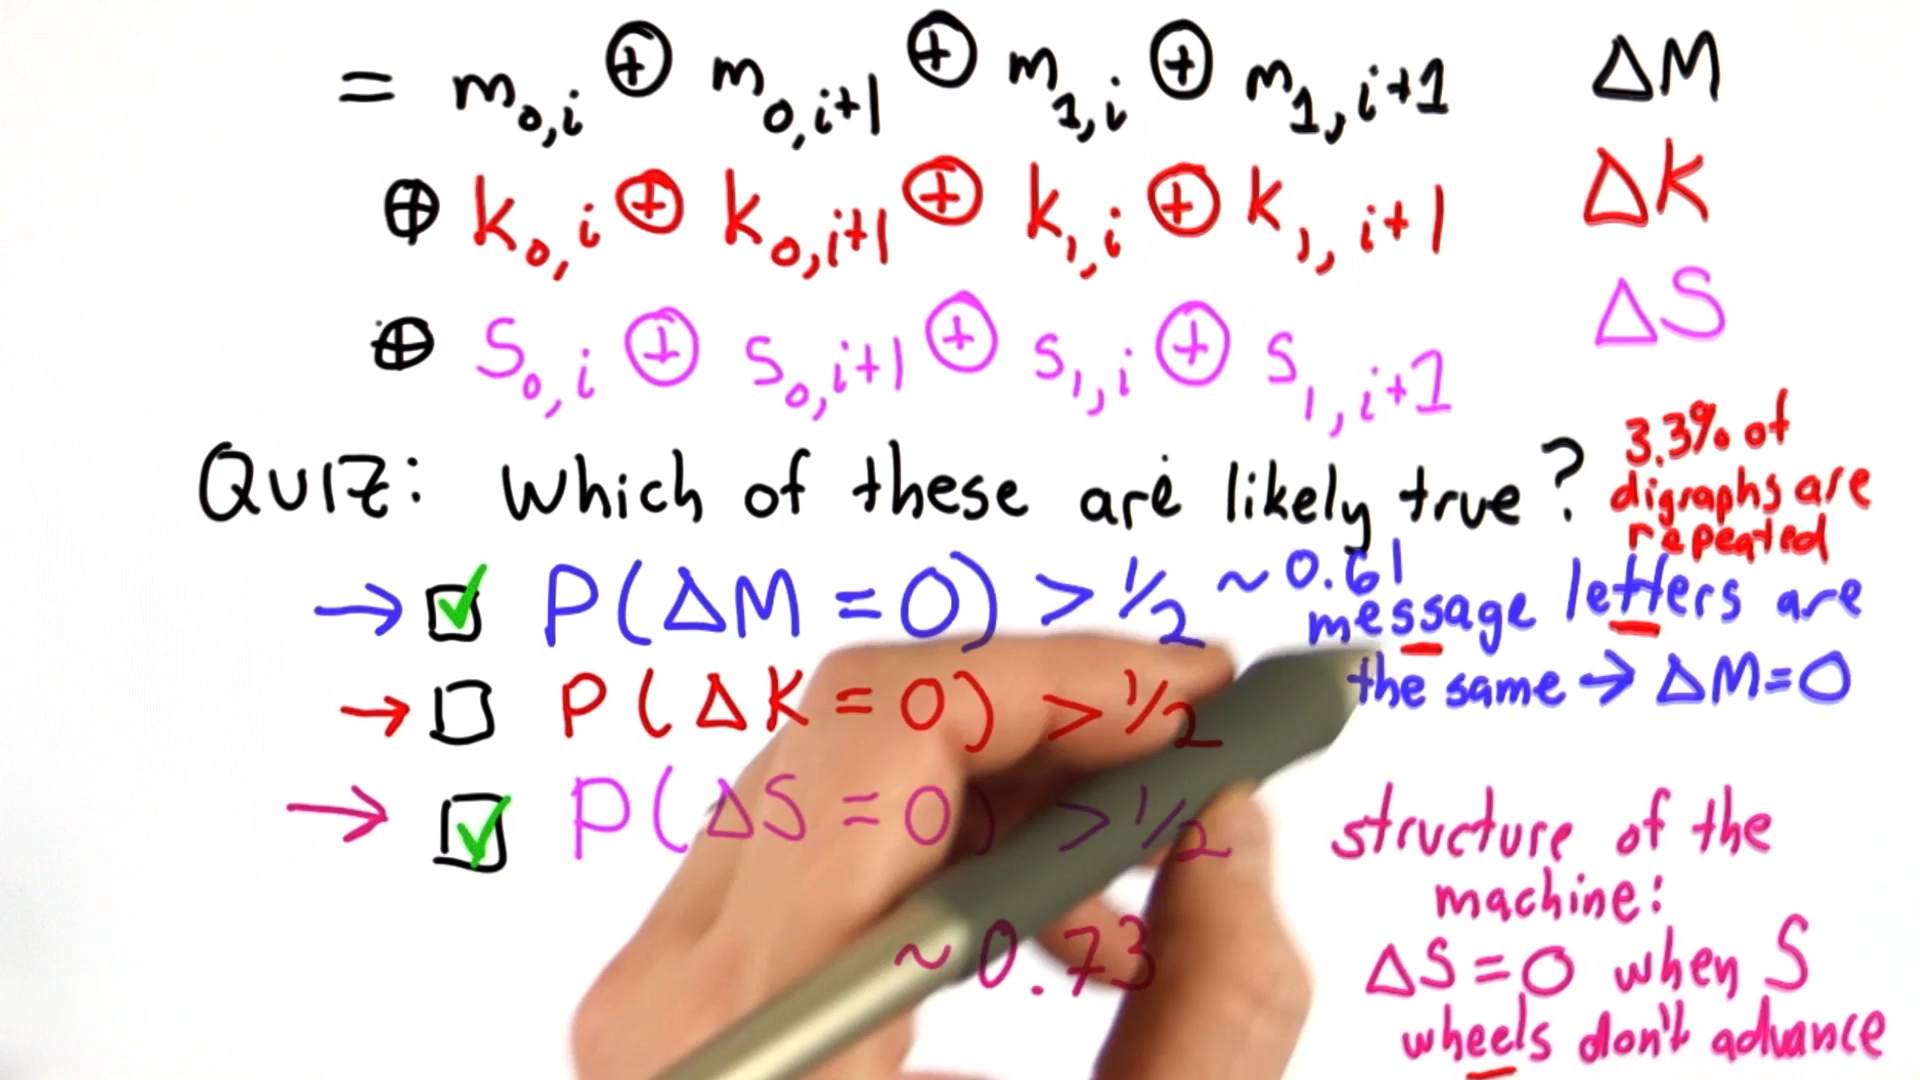 = m0,i ⊕ m0,i+1 ⊕ m1,i ⊕ m1,i+1 ΔM
⊕ k0,i ⊕ k0,i+1 ⊕ k1,i ⊕ k1,i+1 ΔK
⊕ S0,i ⊕ S0,i+1 ⊕ S1,i ⊕ S1,i+1 ΔS
QUIZ: Which of these are likely true?
3.3% of
digraphs are
repeated
→ P(ΔM = 0) > 1/2 ~0.61
message letters are
the same → ΔM=0
→ P(ΔK = 0) > 1/2
→ P(ΔS = 0) > 1/2
~0.73
structure of the
machine:
ΔS = 0 when S
wheels don't advance